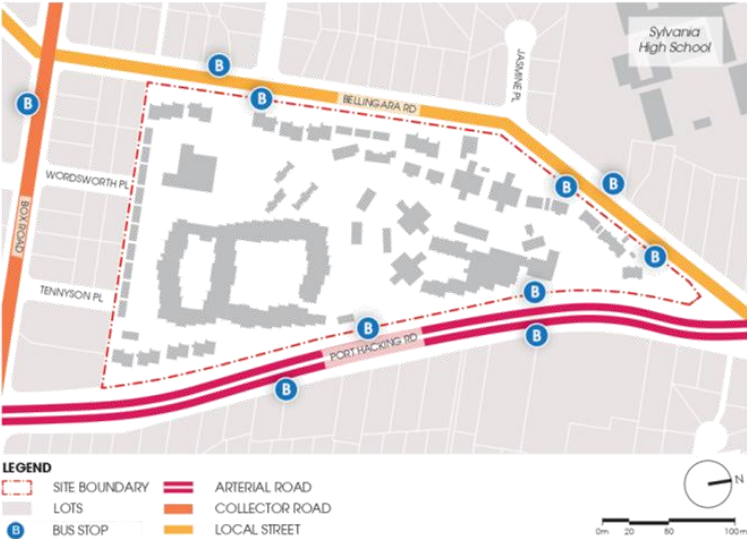 Sylvania
High School
JASMINE PL
B
B
BELLINGARA RD
B
WORDSWORTH PL
B
B
BOX ROAD
B
TENNYSON PL
B
B
PORT HACKING RD
B
B
LEGEND
SITE BOUNDARY
ARTERIAL ROAD
LOTS
COLLECTOR ROAD
B BUS STOP
LOCAL STREET
N
0m 20 50 100m